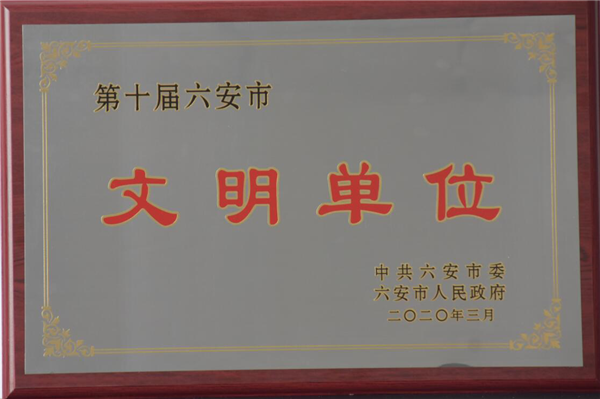 第十届六安市
文明单位
中共六安市委
六安市人民政府
二〇二〇年三月